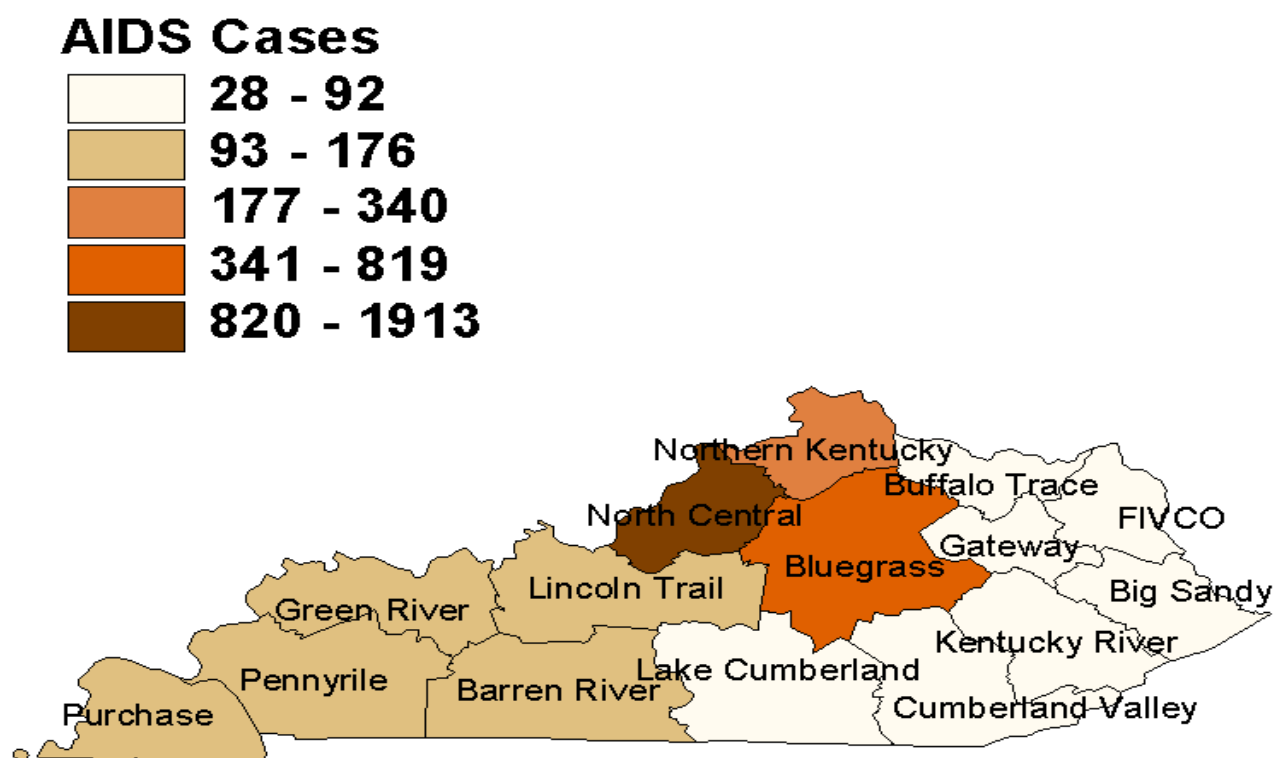 AIDS Cases
28 - 92
93 - 176
177 - 340
341 - 819
820 - 1913
Northern Kentucky
Buffalo Trace
North Central
FIVCO
Gateway
Bluegrass
Lincoln Trail
Big Sandy
Green River
Kentucky River
Lake Cumberland
Pennyrile
Barren River
Cumberland Valley
Purchase